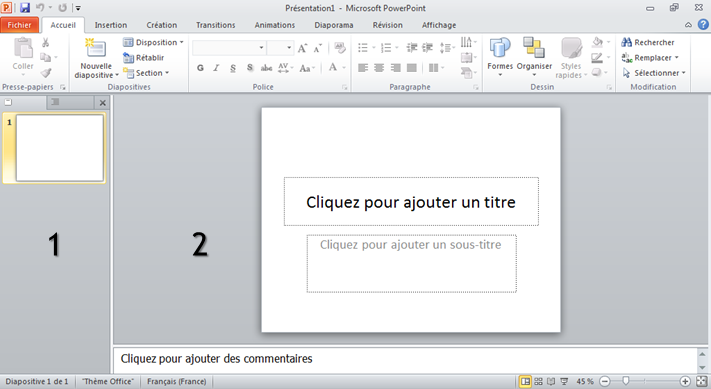 Présentation1 - Microsoft PowerPoint
Fichier Accueil Insertion Création Transitions Animations Diaporama Révision Affichage
Coller
Nouvelle diapositive
Disposition
Rétablir
Section
G I S S abc AV Aa A A A
Formes
Organiser
Styles rapides
Rechercher
Remplacer
Sélectionner
Presse-papiers Diapositives Police Paragraphe Dessin Modification
1
1
2
Cliquez pour ajouter un titre
Cliquez pour ajouter un sous-titre
Cliquez pour ajouter des commentaires
Diapositive 1 de 1 "Thème Office" Français (France) 45 %